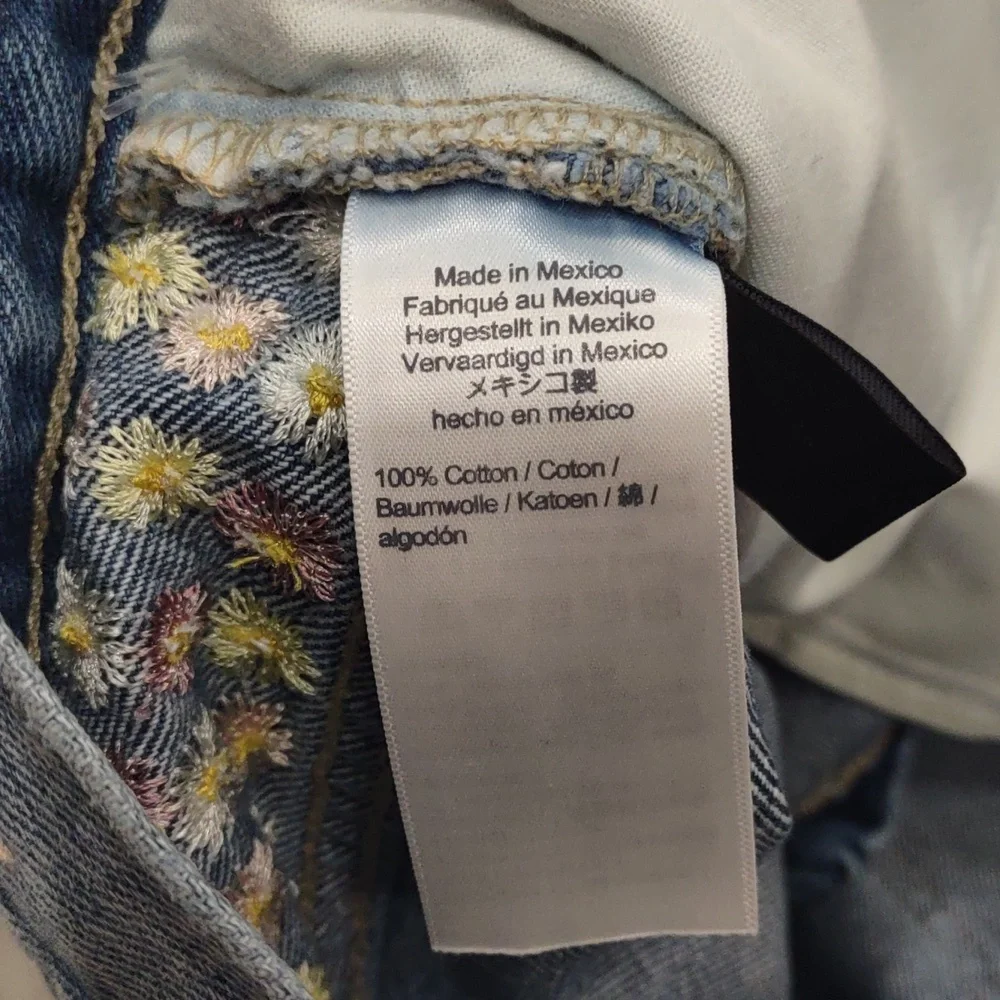 Made in Mexico
Fabriqué au Mexique
Hergestellt in Mexiko
Vervaardigd in Mexico
メキシコ製
hecho en méxico
100% Cotton / Coton /
Baumwolle / Katoen / 綿 /
algodón